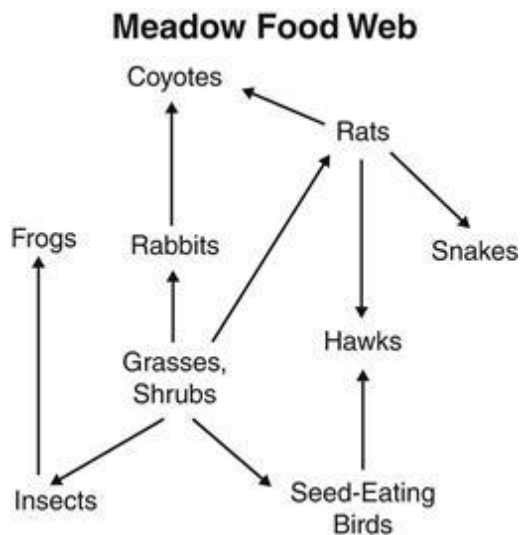 Meadow Food Web
Coyotes
Rats
Frogs
Rabbits
Snakes
Hawks
Grasses,
Shrubs
Insects
Seed-Eating
Birds